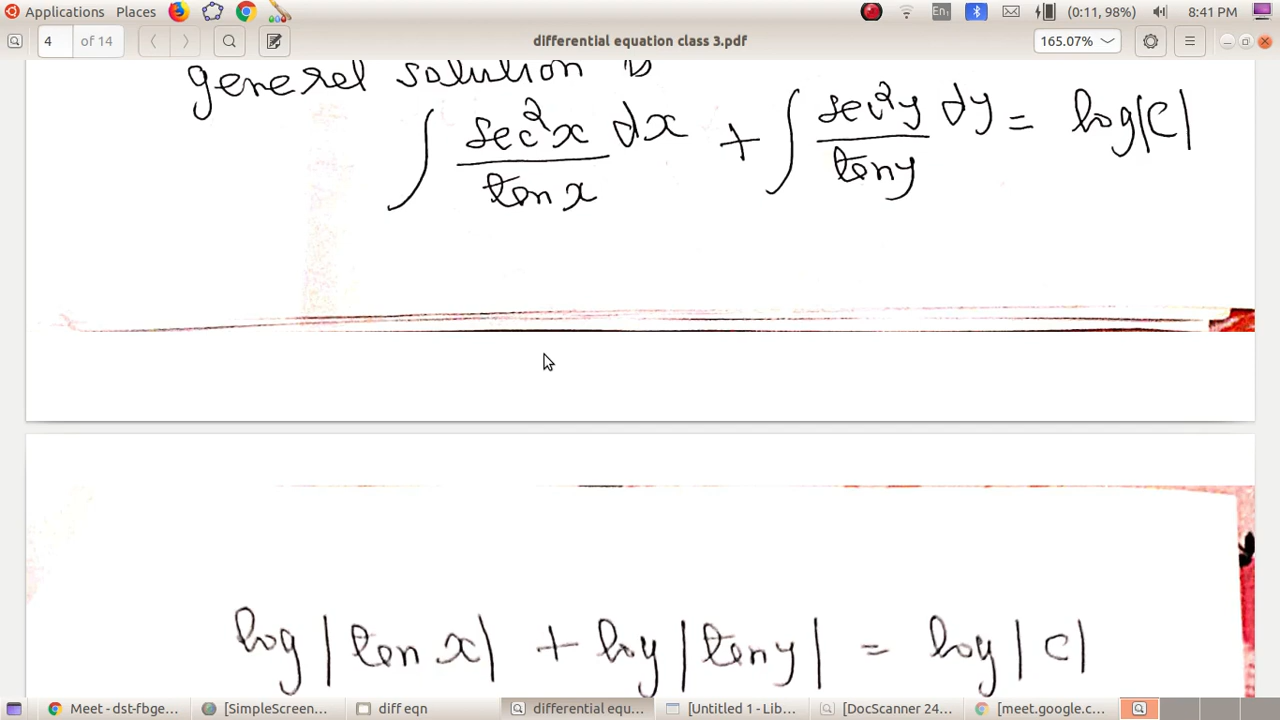 Applications Places En1 (0:11, 98%) 8:41 PM
4 of 14 differential equation class 3.pdf 165.07%
general solution is
∫ sec²x/tan x dx + ∫ sec²y/tan y dy = log|C|
log|tan x| + log|tan y| = log|C|
Meet - dst-fbge... [SimpleScreen... diff eqn differential equ... [Untitled 1 - Lib... [DocScanner 24... [meet.google.c...